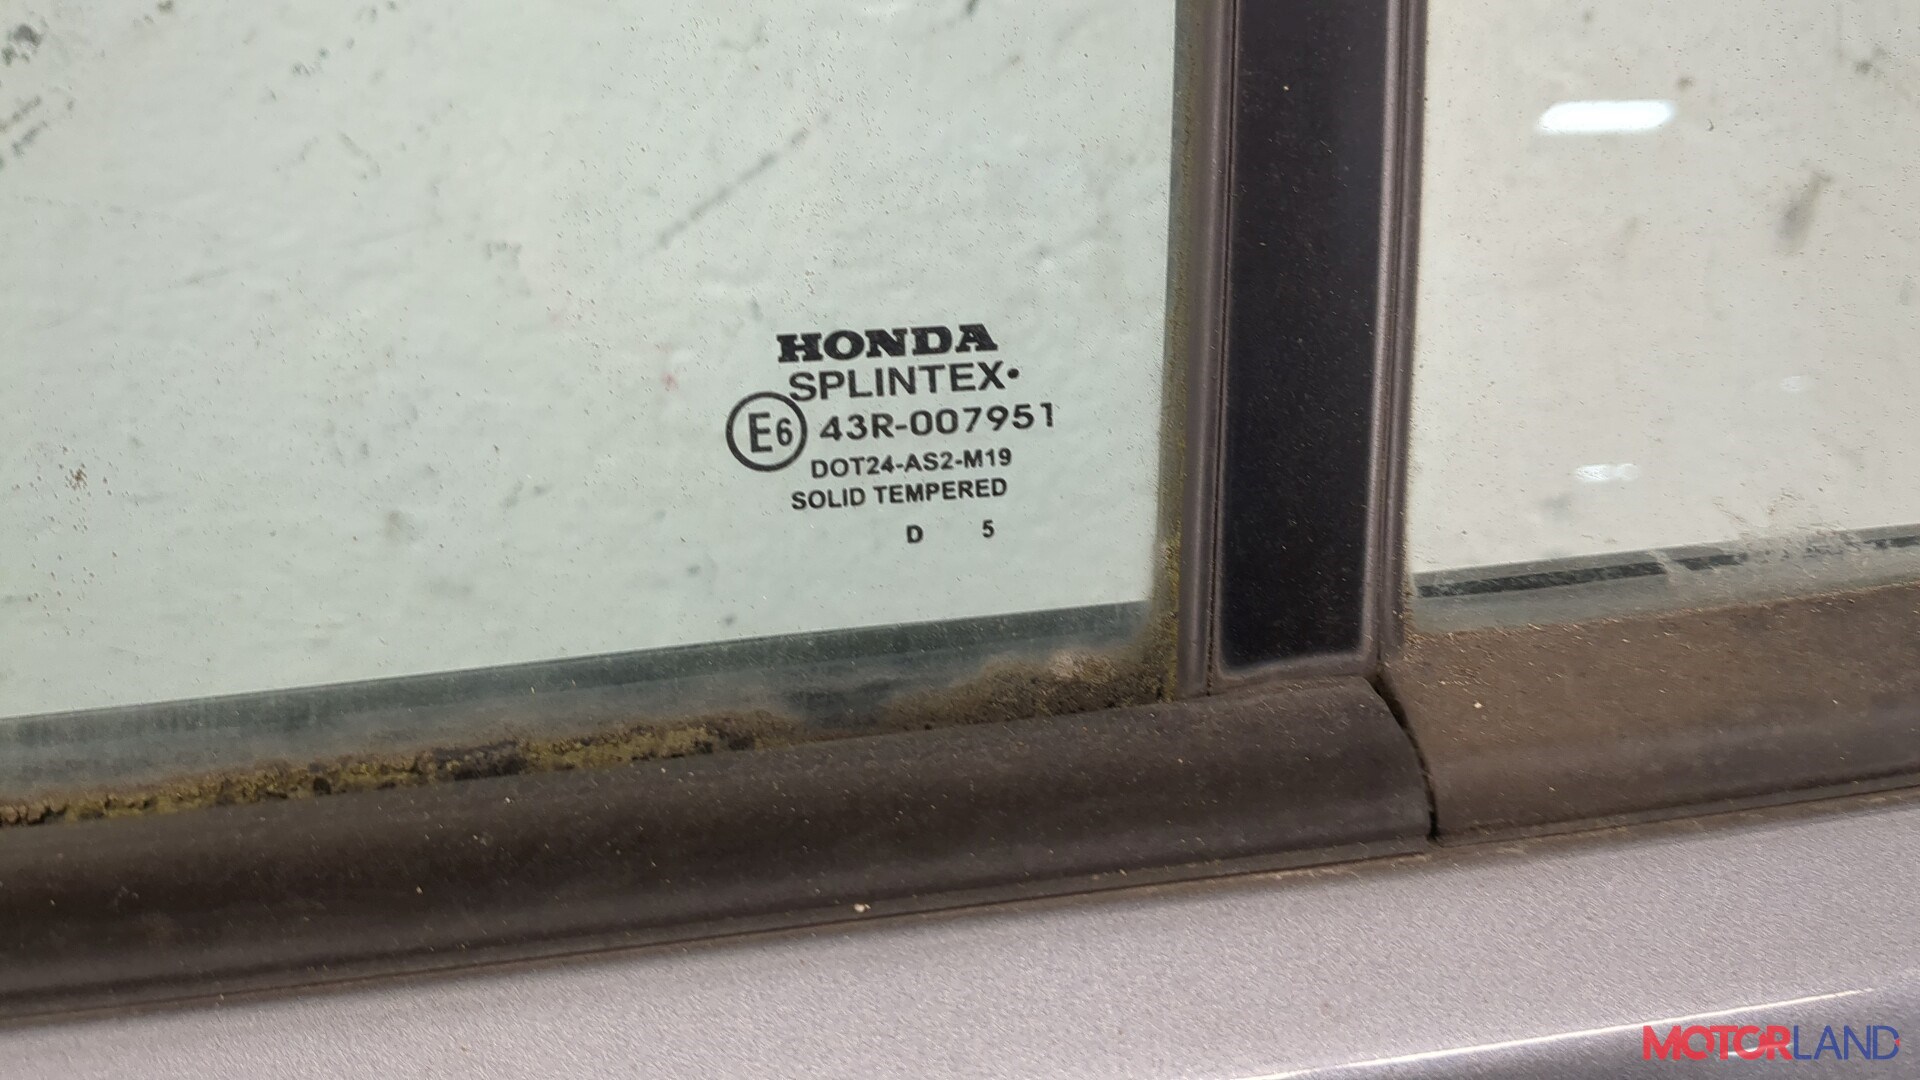 HONDA
SPLINTEX•
E6 43R-007951
DOT24-AS2-M19
SOLID TEMPERED
D 5
MOTORLAND